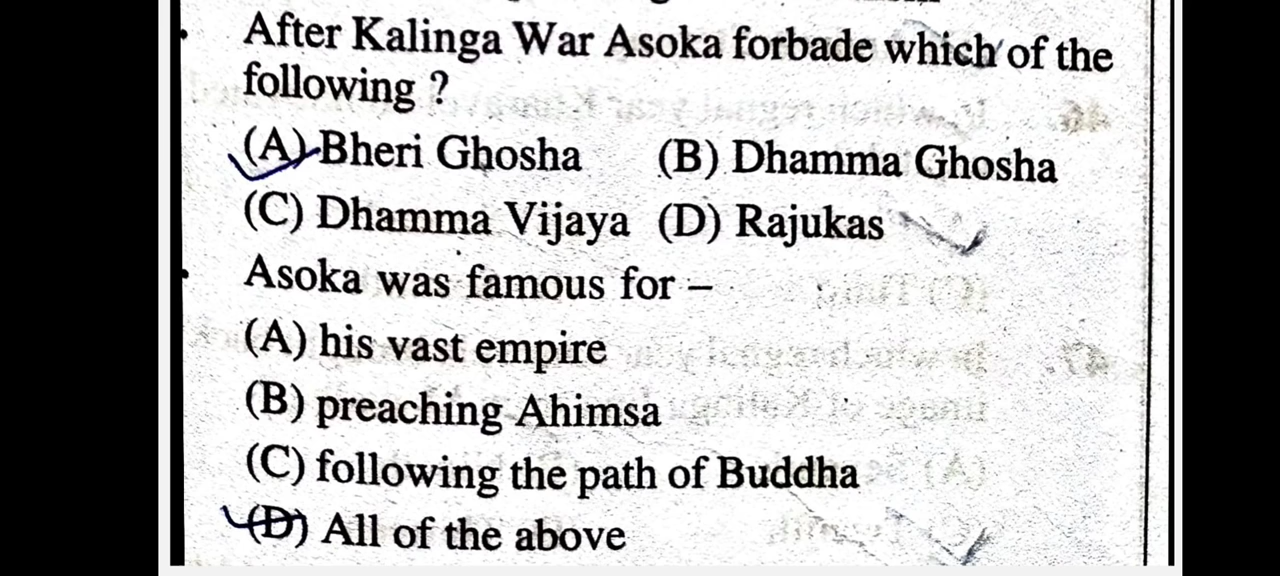 After Kalinga War Asoka forbade which of the
following ?
(A) Bheri Ghosha (B) Dhamma Ghosha
(C) Dhamma Vijaya (D) Rajukas
Asoka was famous for –
(A) his vast empire
(B) preaching Ahimsa
(C) following the path of Buddha
(D) All of the above